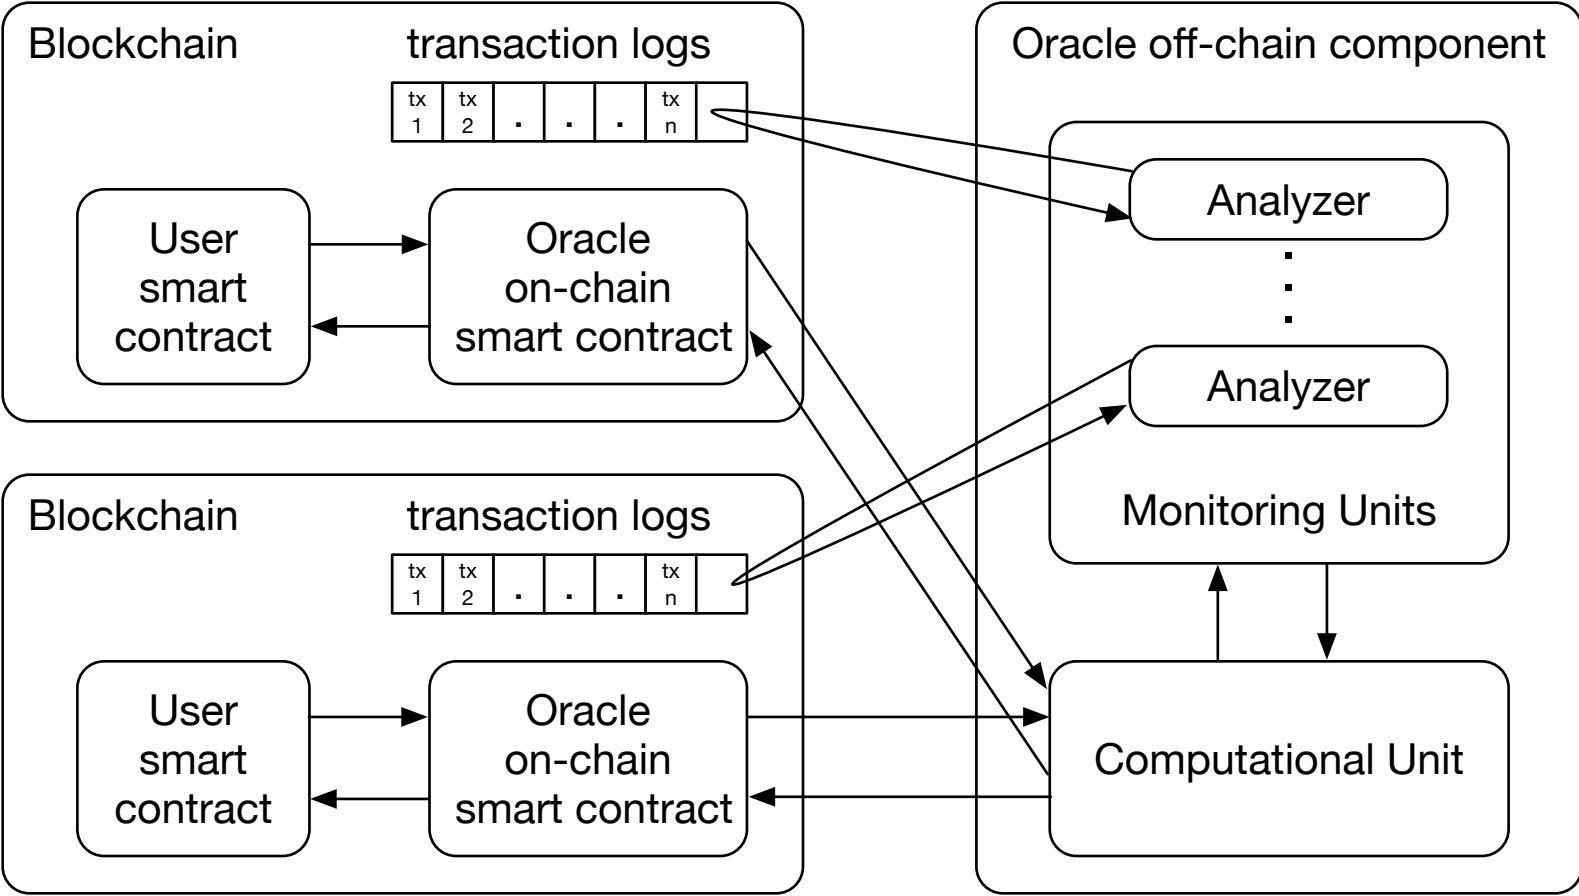 Blockchain
transaction logs
tx tx . . . tx
1 2 n
User
smart
contract
Oracle
on-chain
smart contract
Blockchain
transaction logs
tx tx . . . tx
1 2 n
User
smart
contract
Oracle
on-chain
smart contract
Oracle off-chain component
Analyzer
Analyzer
Monitoring Units
Computational Unit